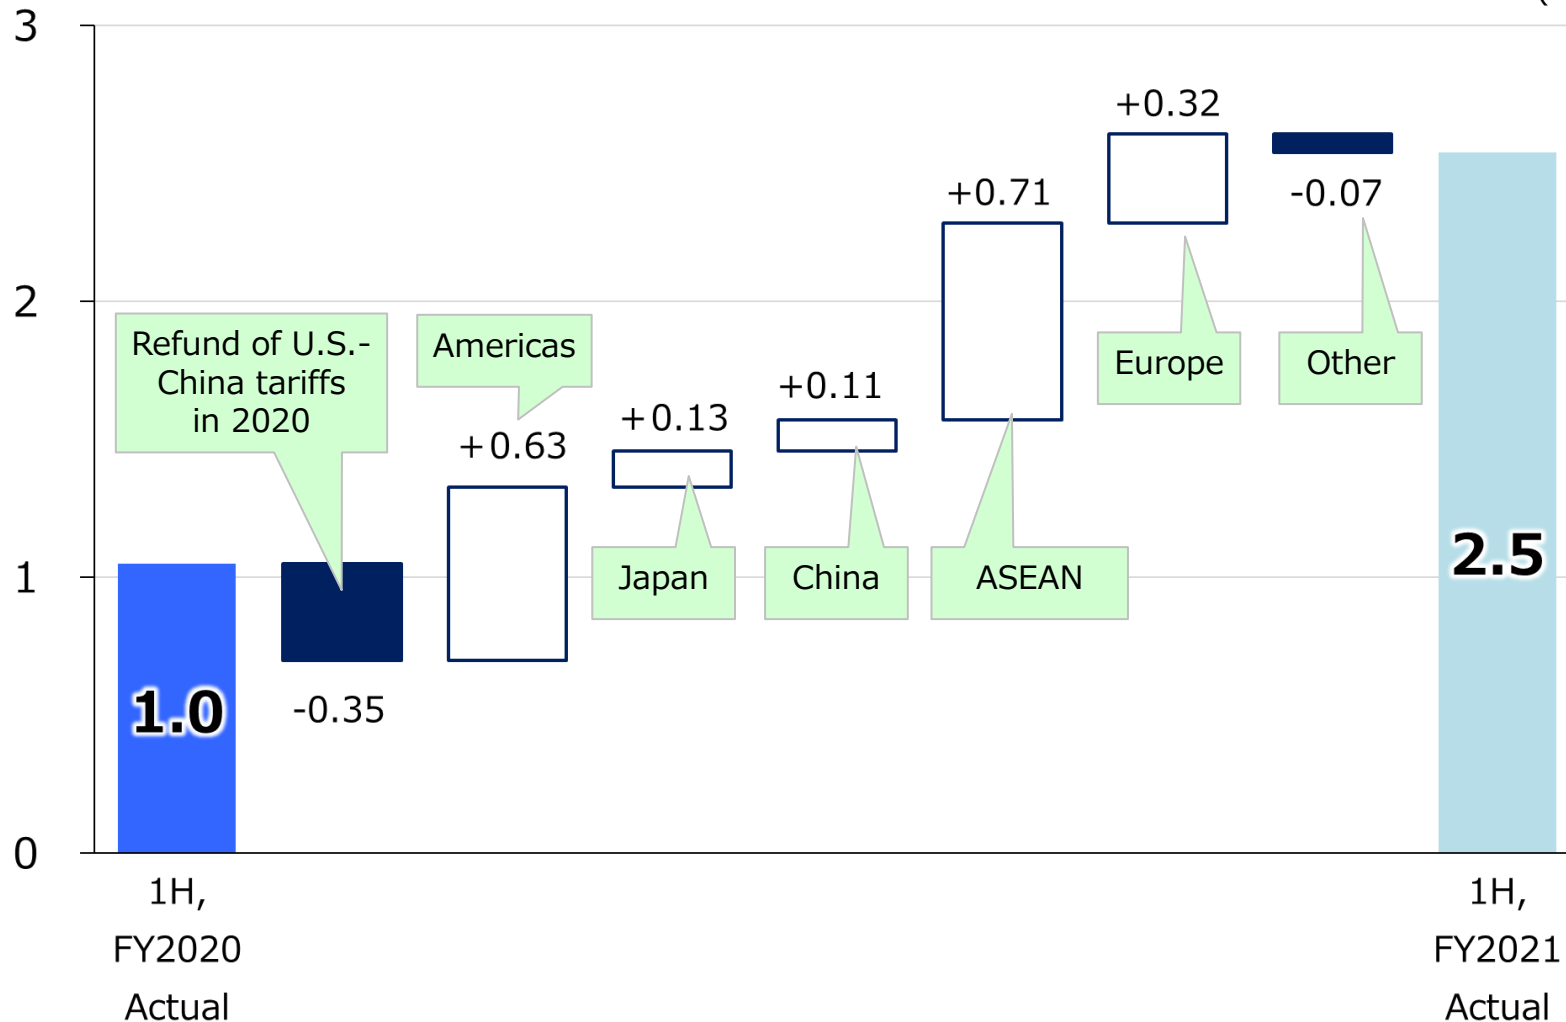 (
3
+0.32
+0.71
-0.07
2
Refund of U.S.-
China tariffs
in 2020
Americas
Europe
Other
+0.11
+0.13
+0.63
1
Japan
China
ASEAN
2.5
1.0
-0.35
0
1H,
FY2020
Actual
1H,
FY2021
Actual